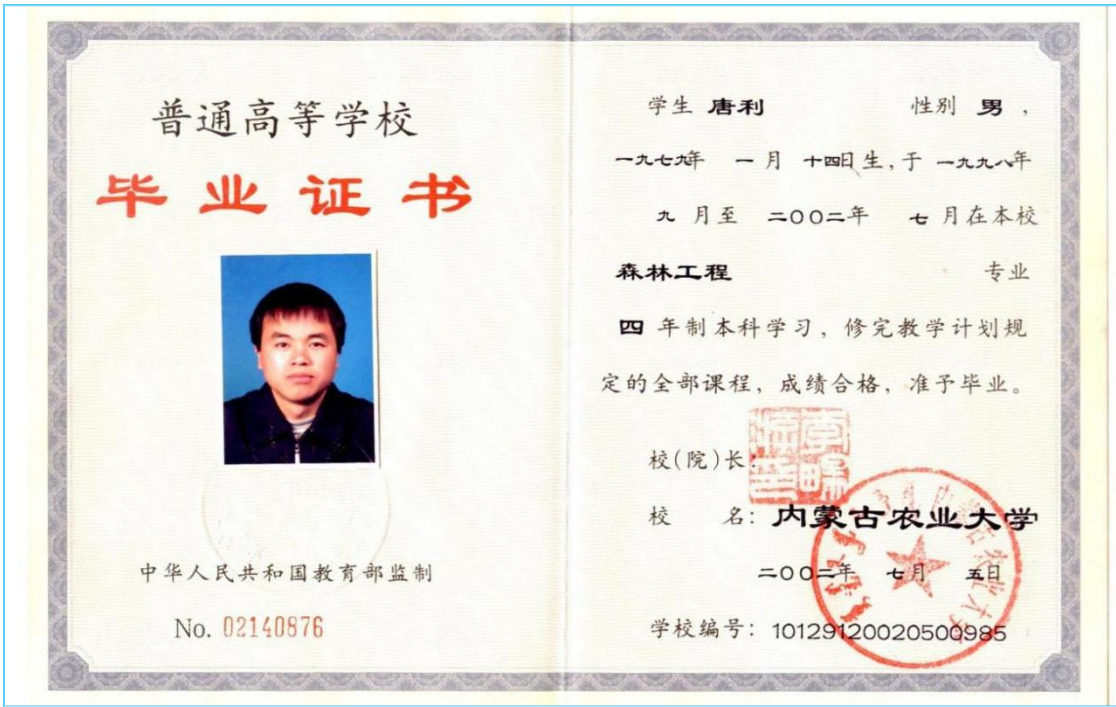 普通高等学校
毕业证书
中华人民共和国教育部监制
No. 02140876
学生 唐利 性别 男，
一九七九年 一月 十四日生，于 一九九八年
九 月至 二〇〇二年 七 月在本校
森林工程 专业
四 年制本科学习，修完教学计划规
定的全部课程，成绩合格，准予毕业。
校(院)长：
校 名：内蒙古农业大学
二〇〇二年 七月 五日
学校编号：10129120020500985